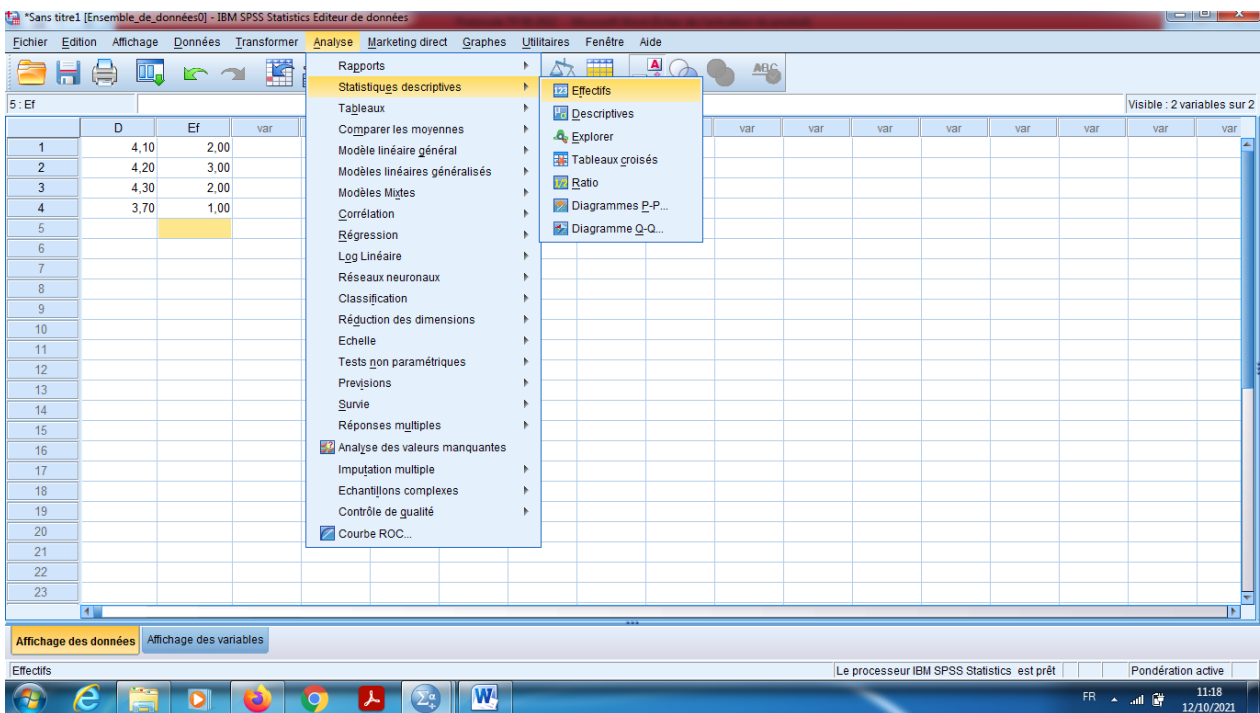 *Sans titre1 [Ensemble_de_données0] - IBM SPSS Statistics Editeur de données
Fichier Edition Affichage Données Transformer Analyse Marketing direct Graphes Utilitaires Fenêtre Aide
5 : Ef
Visible : 2 variables sur 2
D Ef var var var var var var var var var
1 4,10 2,00
2 4,20 3,00
3 4,30 2,00
4 3,70 1,00
5
6
7
8
9
10
11
12
13
14
15
16
17
18
19
20
21
22
23
Rapports
Statistiques descriptives
Tableaux
Comparer les moyennes
Modèle linéaire général
Modèles linéaires généralisés
Modèles Mixtes
Corrélation
Régression
Log Linéaire
Réseaux neuronaux
Classification
Réduction des dimensions
Echelle
Tests non paramétriques
Previsions
Survie
Réponses multiples
Analyse des valeurs manquantes
Imputation multiple
Echantillons complexes
Contrôle de qualité
Courbe ROC...
Effectifs
Descriptives
Explorer
Tableaux croisés
Ratio
Diagrammes P-P...
Diagramme Q-Q...
Affichage des données Affichage des variables
Effectifs
Le processeur IBM SPSS Statistics est prêt
Pondération active
FR
11:18
12/10/2021